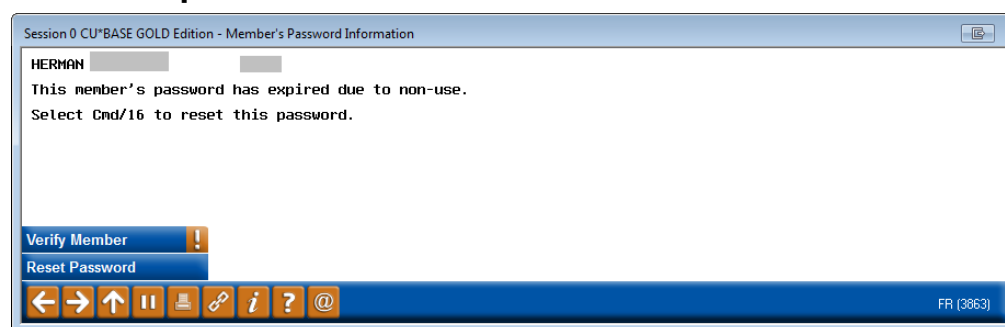 Session 0 CU*BASE GOLD Edition - Member's Password Information
HERMAN
This member's password has expired due to non-use.
Select Cmd/16 to reset this password.
Verify Member !
Reset Password
i ? @
FR (3863)